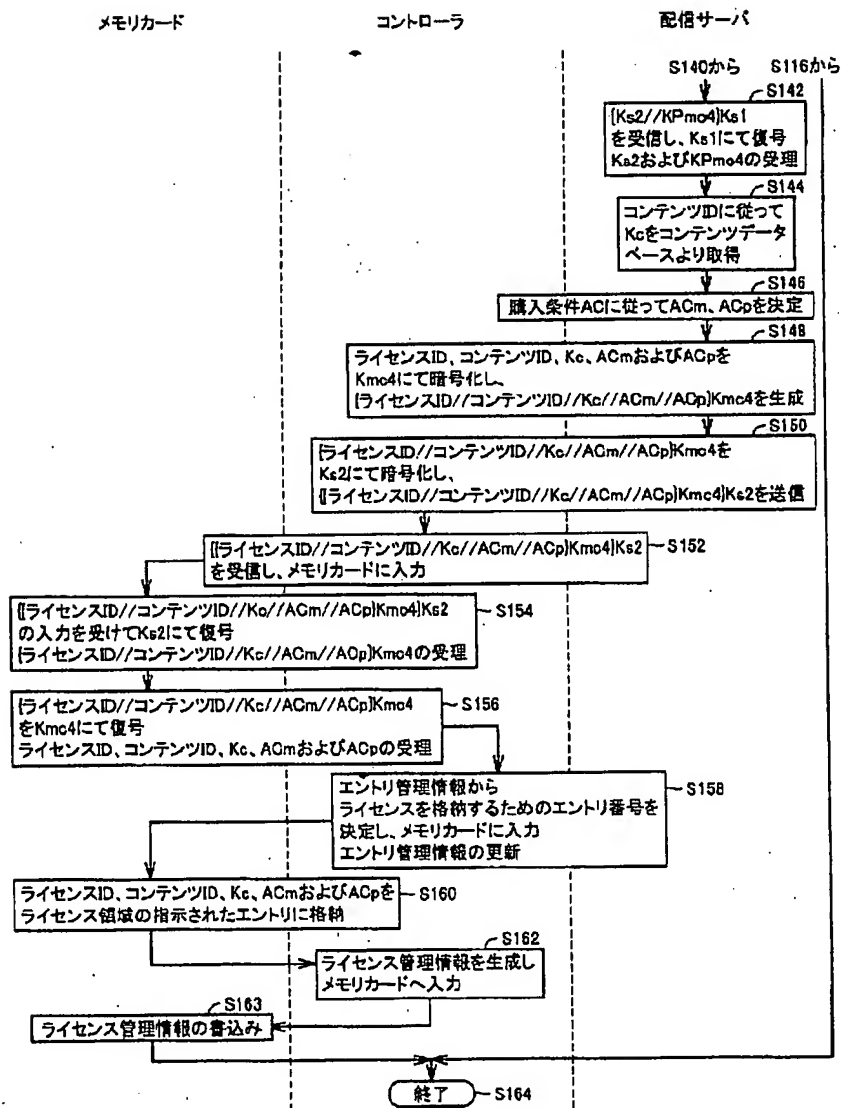 メモリカード
コントローラ
配信サーバ
S140から
S116から
S142
{Ks2//KPmc4}Ks1
を受信し、Ks1にて復号
Ks2およびKPmc4の受理
S144
コンテンツIDに従って
Kcをコンテンツデータ
ベースより取得
S146
購入条件ACに従ってACm、ACpを決定
S148
ライセンスID、コンテンツID、Kc、ACmおよびACpを
Kmc4にて暗号化し、
{ライセンスID//コンテンツID//Kc//ACm//ACp}Kmc4を生成
S150
{ライセンスID//コンテンツID//Kc//ACm//ACp}Kmc4を
Ks2にて暗号化し、
{{ライセンスID//コンテンツID//Kc//ACm//ACp}Kmc4}Ks2を送信
{{ライセンスID//コンテンツID//Kc//ACm//ACp}Kmc4}Ks2
を受信し、メモリカードに入力
S152
{{ライセンスID//コンテンツID//Kc//ACm//ACp}Kmc4}Ks2
の入力を受けてKs2にて復号
{ライセンスID//コンテンツID//Kc//ACm//ACp}Kmc4の受理
S154
{ライセンスID//コンテンツID//Kc//ACm//ACp}Kmc4
をKmc4にて復号
ライセンスID、コンテンツID、Kc、ACmおよびACpの受理
S156
エントリ管理情報から
ライセンスを格納するためのエントリ番号を
決定し、メモリカードに入力
エントリ管理情報の更新
S158
ライセンスID、コンテンツID、Kc、ACmおよびACpを
ライセンス領域の指示されたエントリに格納
S160
S162
ライセンス管理情報を生成し
メモリカードへ入力
S163
ライセンス管理情報の書込み
終了
S164